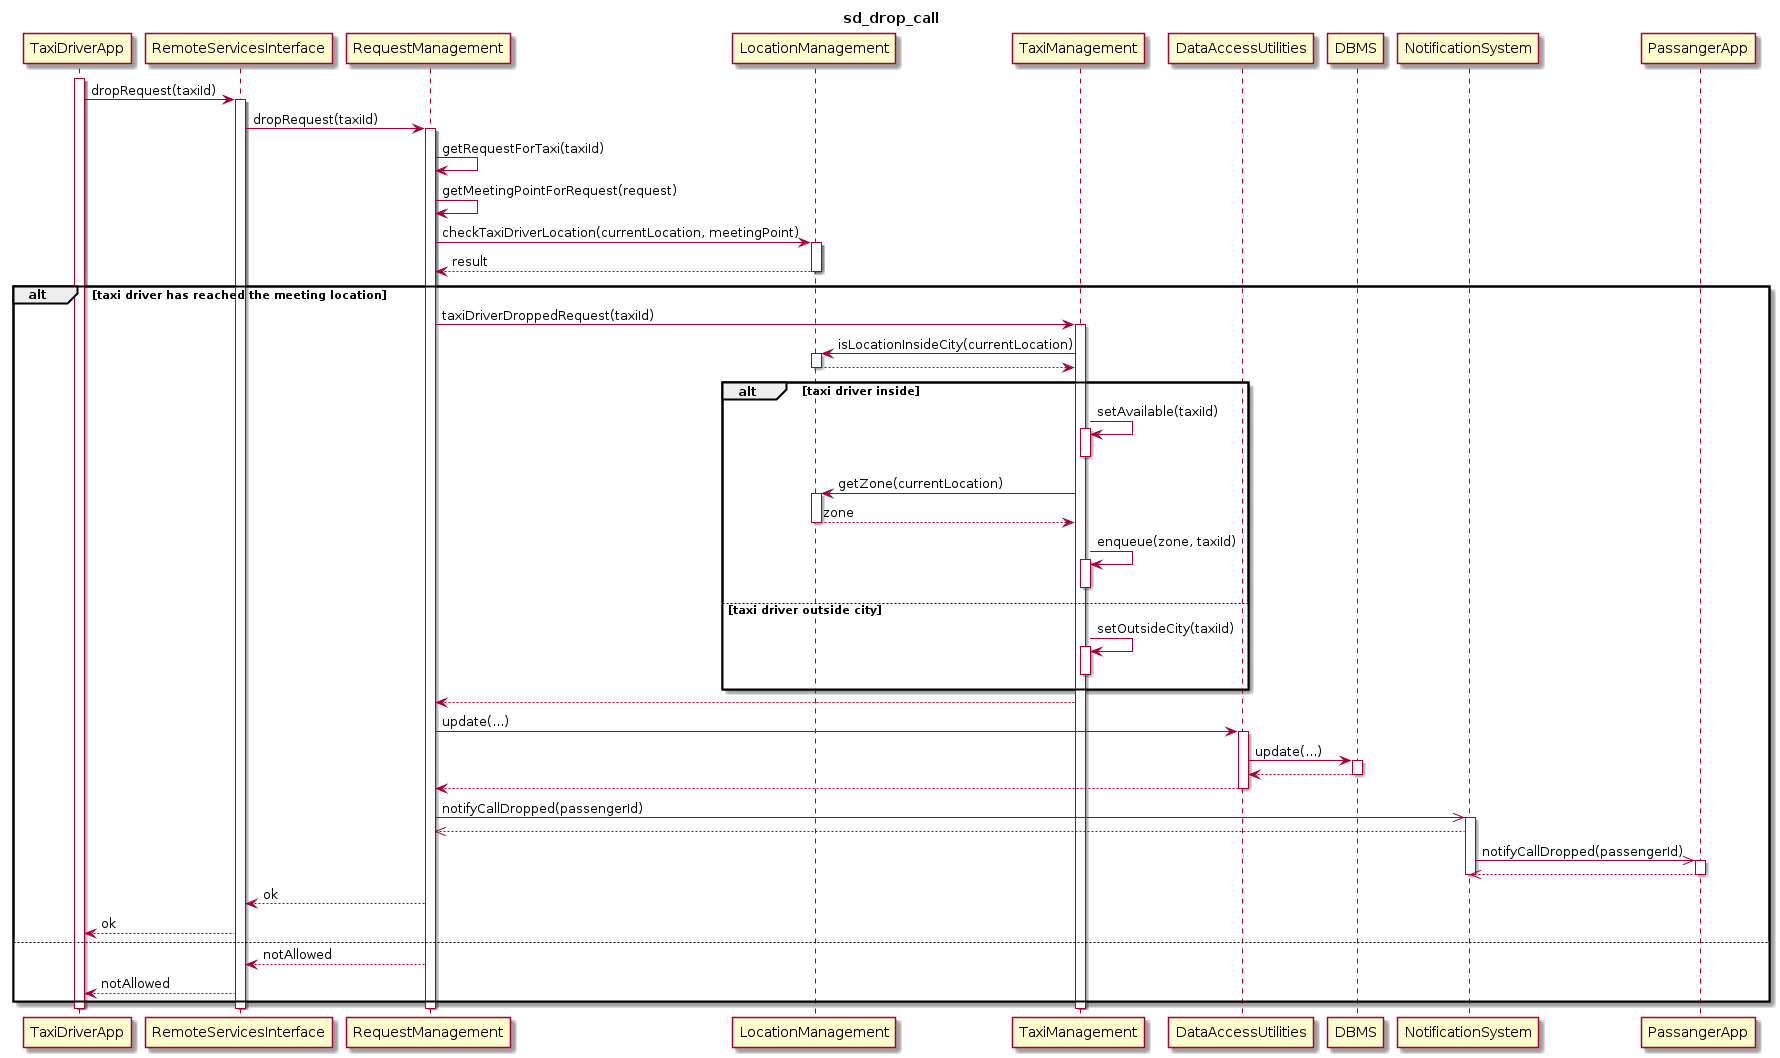 sd_drop_call
TaxiDriverApp
RemoteServicesInterface
RequestManagement
LocationManagement
TaxiManagement
DataAccessUtilities
DBMS
NotificationSystem
PassangerApp
dropRequest(taxiId)
dropRequest(taxiId)
getRequestForTaxi(taxiId)
getMeetingPointForRequest(request)
checkTaxiDriverLocation(currentLocation, meetingPoint)
result
alt
[taxi driver has reached the meeting location]
taxiDriverDroppedRequest(taxiId)
isLocationInsideCity(currentLocation)
alt
[taxi driver inside]
setAvailable(taxiId)
getZone(currentLocation)
zone
enqueue(zone, taxiId)
[taxi driver outside city]
setOutsideCity(taxiId)
update(...)
update(...)
notifyCallDropped(passengerId)
notifyCallDropped(passengerId)
ok
ok
notAllowed
notAllowed
TaxiDriverApp
RemoteServicesInterface
RequestManagement
LocationManagement
TaxiManagement
DataAccessUtilities
DBMS
NotificationSystem
PassangerApp